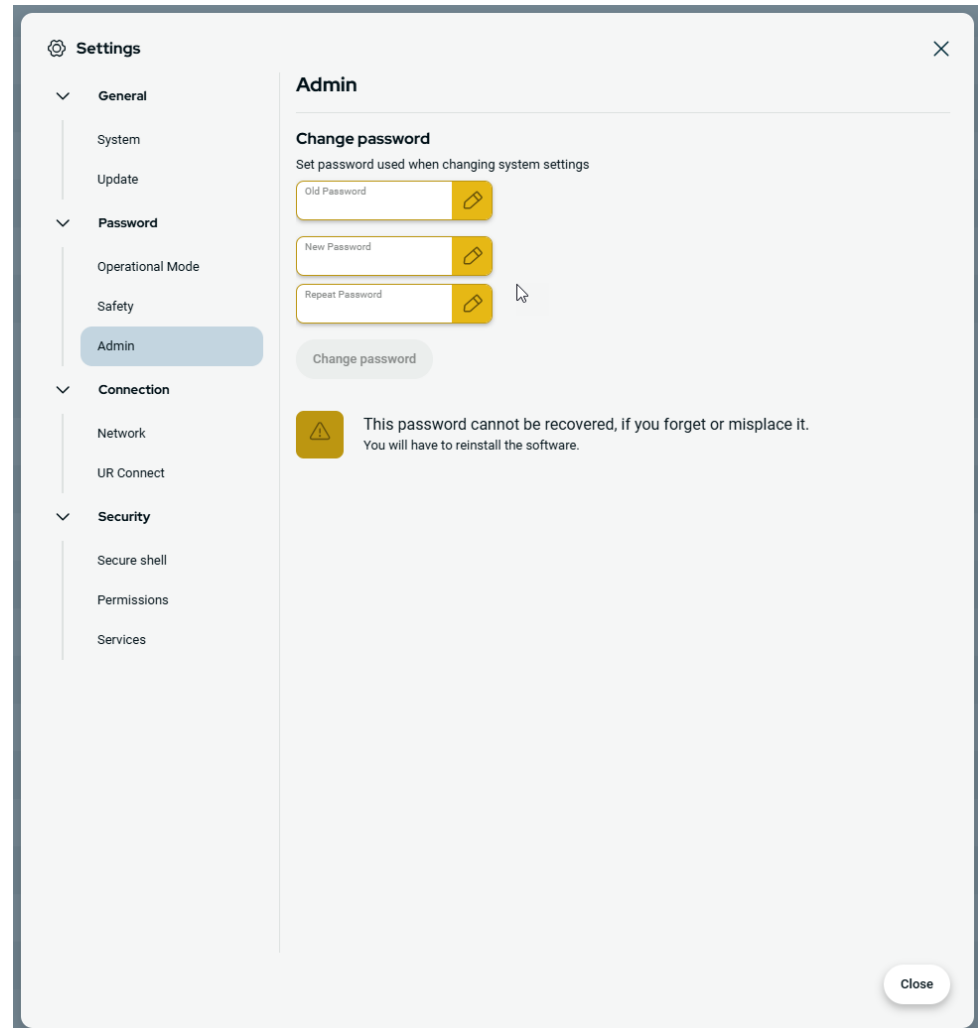 Settings
General
System
Update
Password
Operational Mode
Safety
Admin
Connection
Network
UR Connect
Security
Secure shell
Permissions
Services
Admin
Change password
Set password used when changing system settings
Old Password
New Password
Repeat Password
Change password
This password cannot be recovered, if you forget or misplace it.
You will have to reinstall the software.
Close